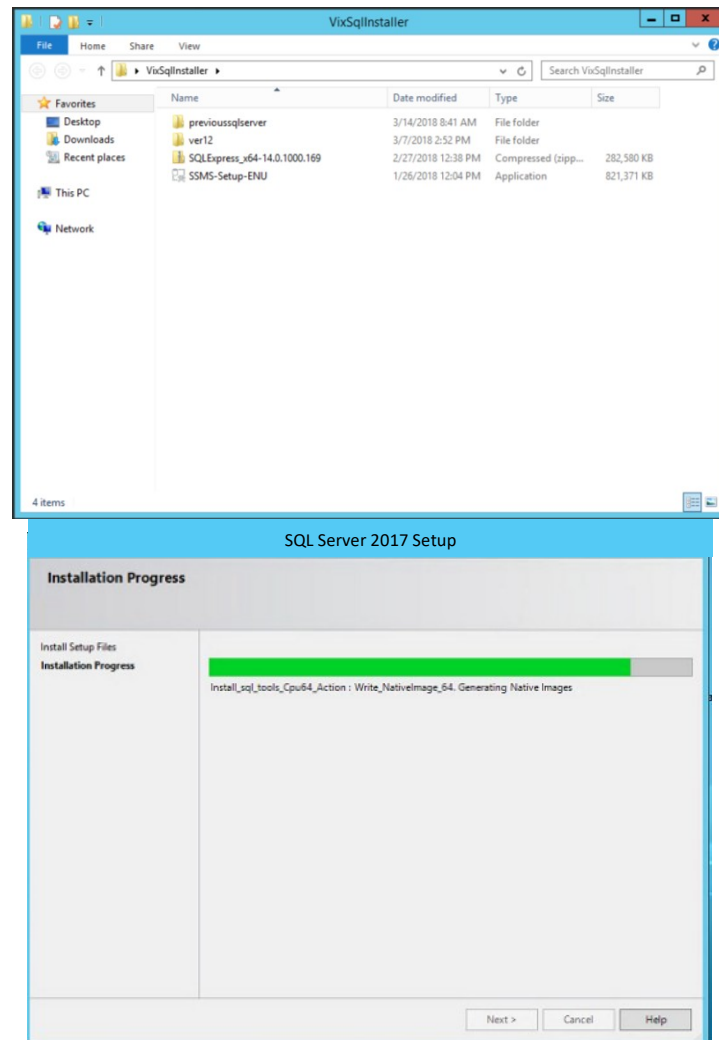 VixSqlInstaller
File Home Share View
VixSqlInstaller
Search VixSqlInstaller
Favorites
Desktop
Downloads
Recent places
This PC
Network
Name Date modified Type Size
previoussqlserver 3/14/2018 8:41 AM File folder
ver12 3/7/2018 2:52 PM File folder
SQLExpress_x64-14.0.1000.169 2/27/2018 12:38 PM Compressed (zipp... 282,580 KB
SSMS-Setup-ENU 1/26/2018 12:04 PM Application 821,371 KB
4 items
SQL Server 2017 Setup
Installation Progress
Install Setup Files
Installation Progress
Install_sql_tools_Cpu64_Action : Write_NativeImage_64. Generating Native Images
Next > Cancel Help